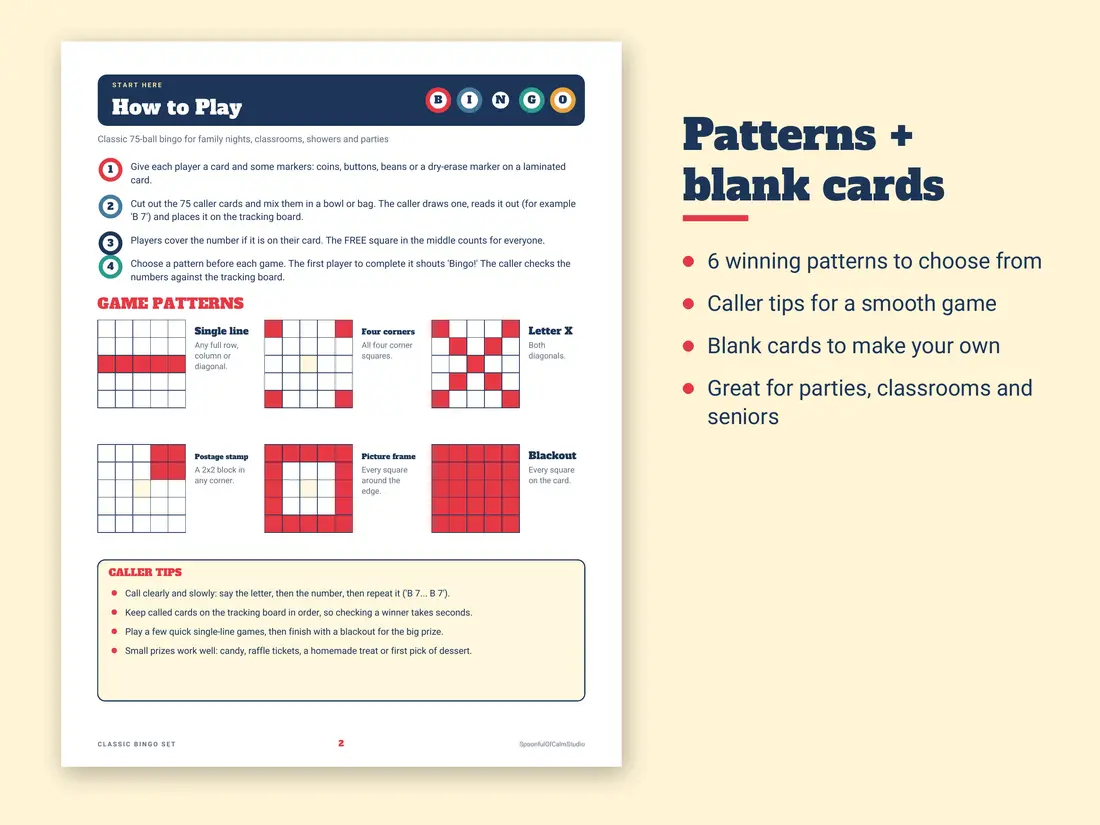 START HERE
How to Play
B I N G O
Classic 75-ball bingo for family nights, classrooms, showers and parties
1 Give each player a card and some markers: coins, buttons, beans or a dry-erase marker on a laminated
card.
2 Cut out the 75 caller cards and mix them in a bowl or bag. The caller draws one, reads it out (for example
'B 7') and places it on the tracking board.
3 Players cover the number if it is on their card. The FREE square in the middle counts for everyone.
4 Choose a pattern before each game. The first player to complete it shouts 'Bingo!' The caller checks the
numbers against the tracking board.
GAME PATTERNS
Single line
Any full row,
column or
diagonal.
Four corners
All four corner
squares.
Letter X
Both
diagonals.
Postage stamp
A 2x2 block in
any corner.
Picture frame
Every square
around the
edge.
Blackout
Every square
on the card.
CALLER TIPS
Call clearly and slowly: say the letter, then the number, then repeat it ('B 7... B 7').
Keep called cards on the tracking board in order, so checking a winner takes seconds.
Play a few quick single-line games, then finish with a blackout for the big prize.
Small prizes work well: candy, raffle tickets, a homemade treat or first pick of dessert.
CLASSIC BINGO SET
2
SpoonfulOfCalmStudio
Patterns +
blank cards
6 winning patterns to choose from
Caller tips for a smooth game
Blank cards to make your own
Great for parties, classrooms and
seniors